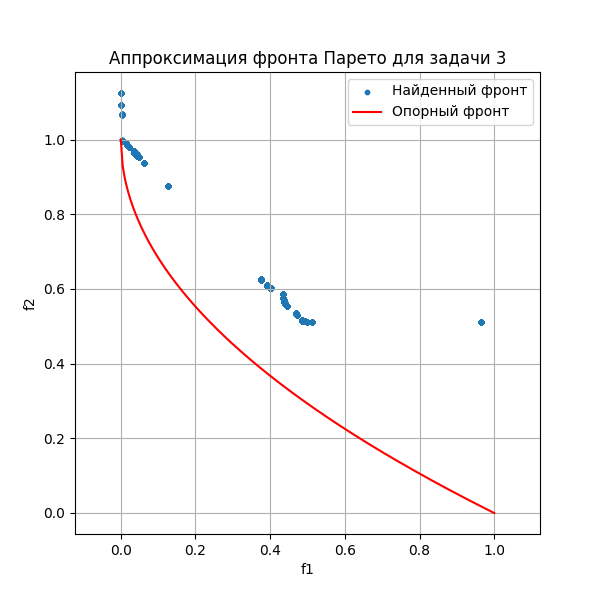 Аппроксимация фронта Парето для задачи 3
Найденный фронт
Опорный фронт
1.0
0.8
0.6
0.4
0.2
0.0
f2
0.0 0.2 0.4 0.6 0.8 1.0
f1